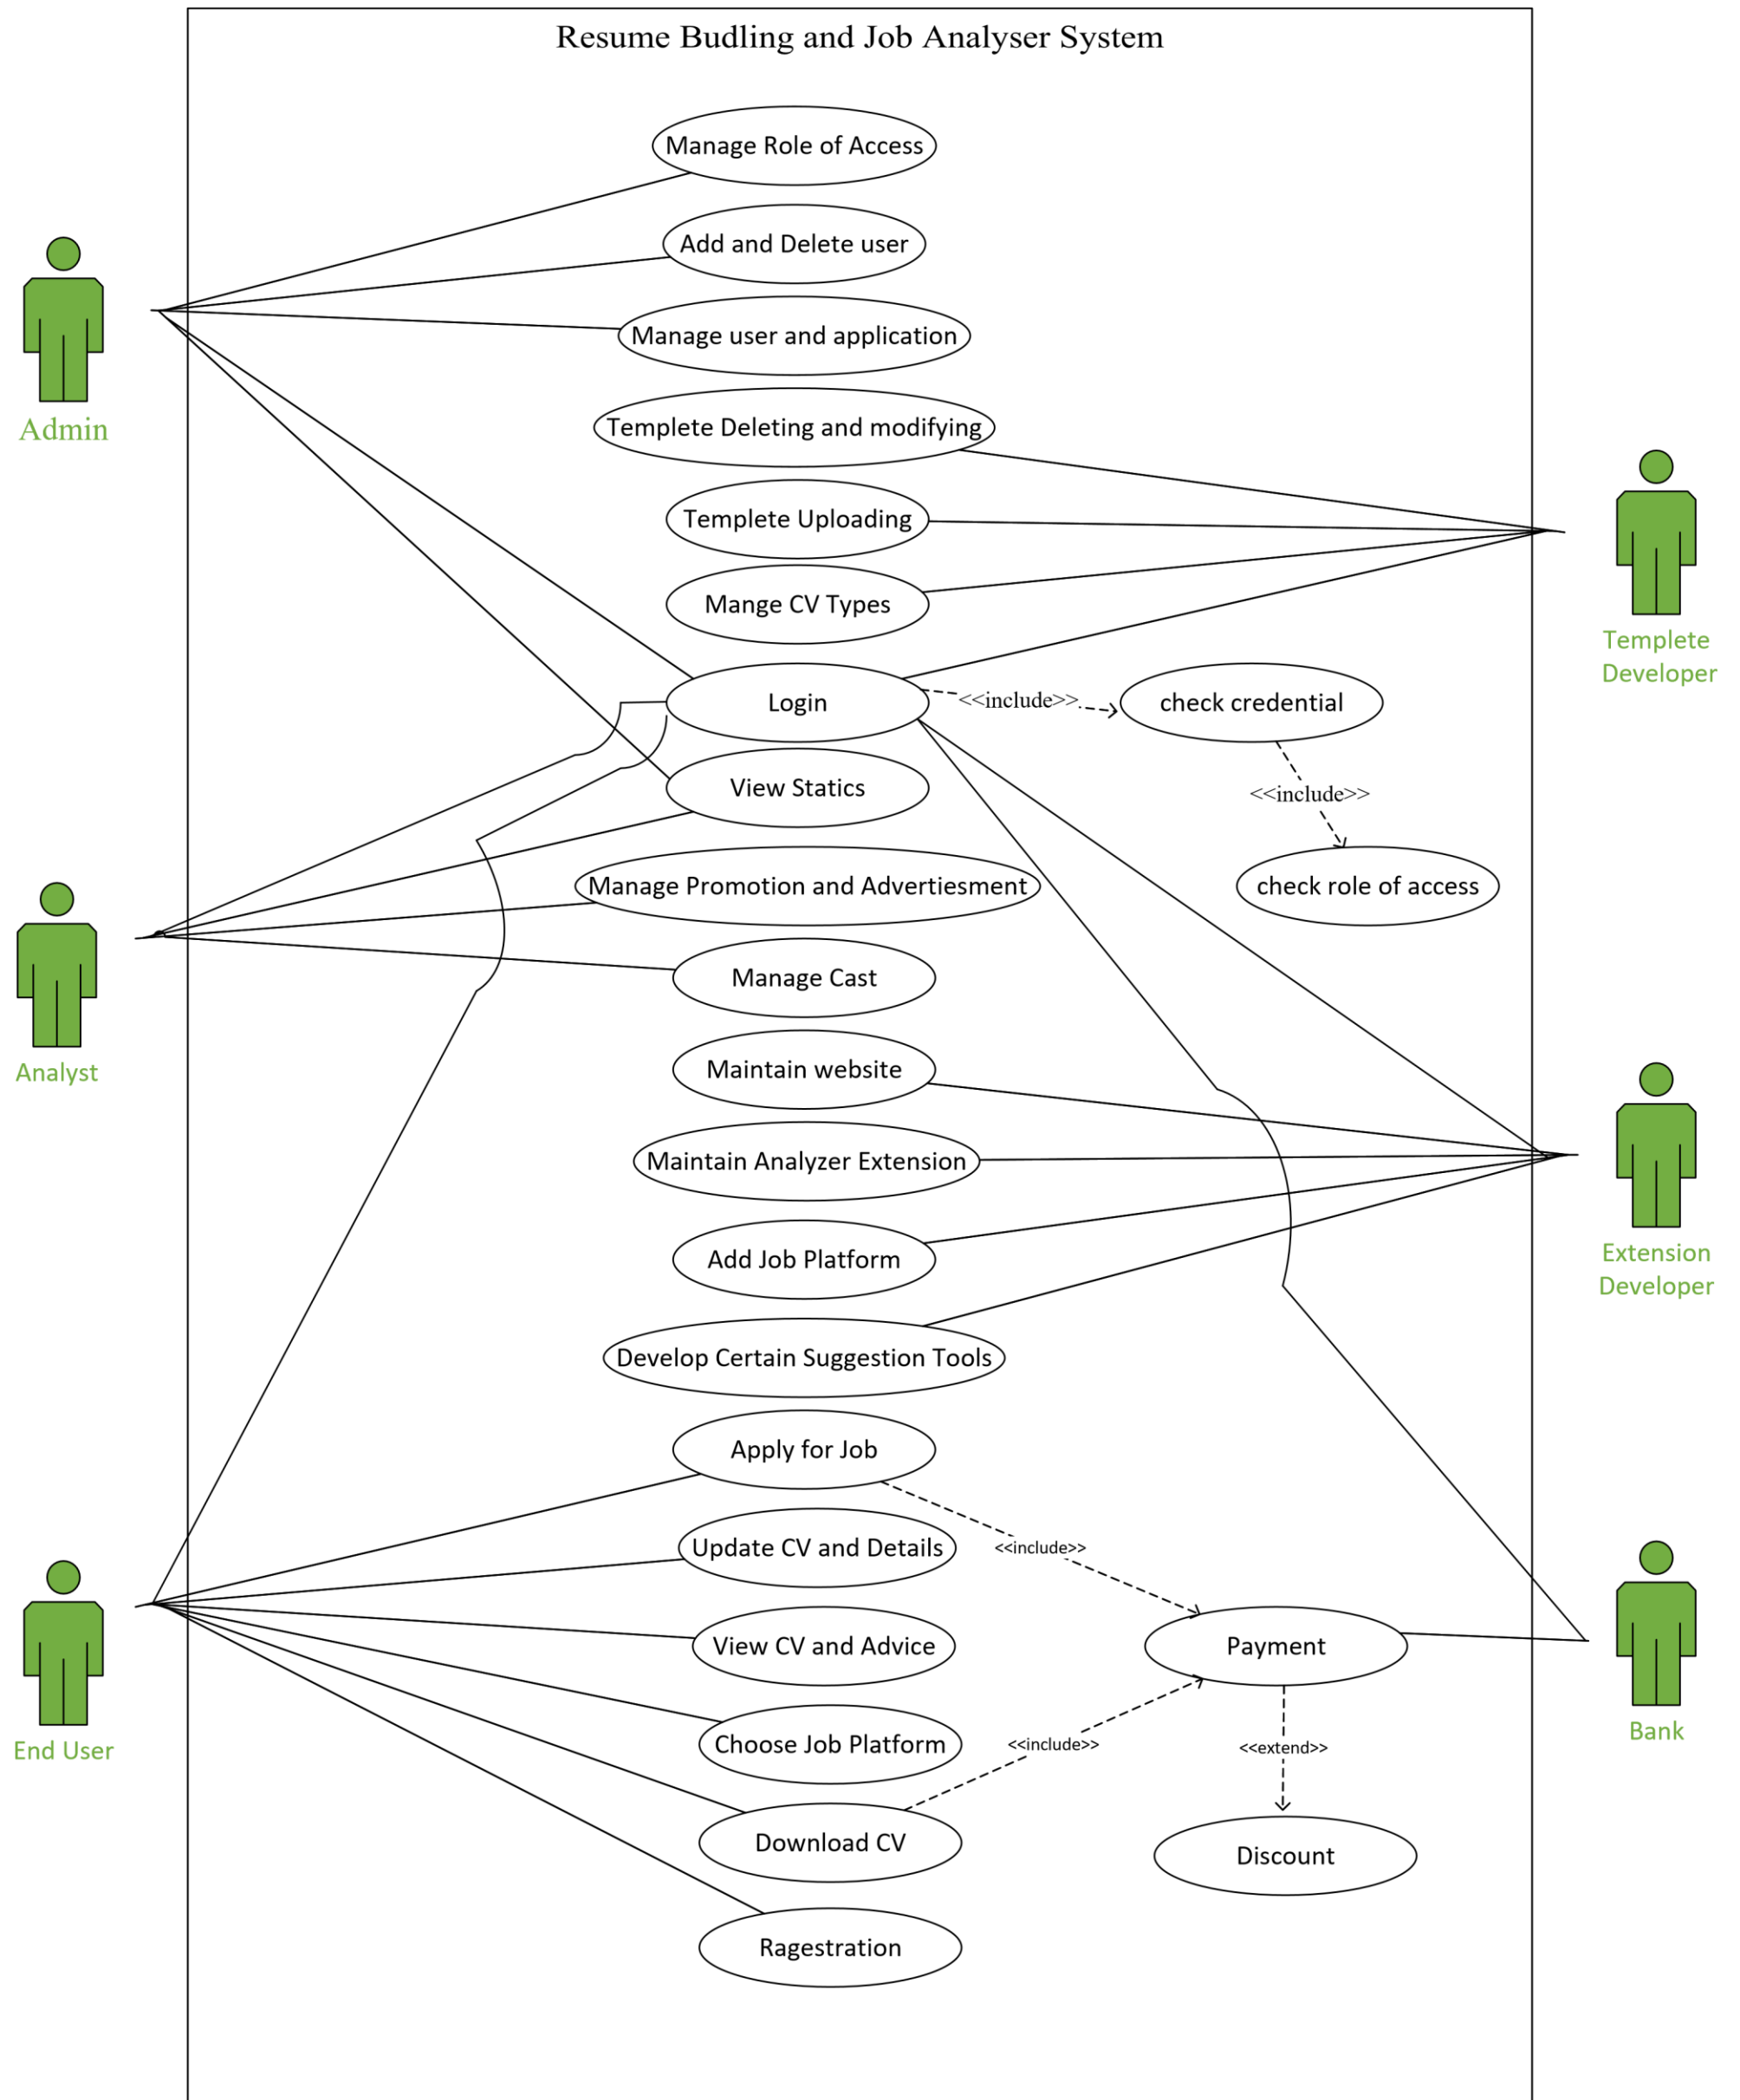 Resume Budling and Job Analyser System
Manage Role of Access
Add and Delete user
Manage user and application
Admin
Templete Deleting and modifying
Templete Uploading
Mange CV Types
Templete
Developer
Login
<<include>>
check credential
View Statics
<<include>>
Manage Promotion and Advertiesment
check role of access
Manage Cast
Analyst
Maintain website
Maintain Analyzer Extension
Add Job Platform
Extension
Developer
Develop Certain Suggestion Tools
Apply for Job
Update CV and Details
<<include>>
View CV and Advice
Payment
Choose Job Platform
<<include>>
<<extend>>
End User
Bank
Download CV
Discount
Ragestration